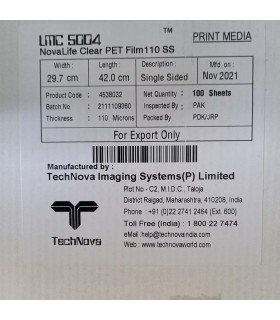 LMC 5004 ™
PRINT MEDIA
NovaLife Clear PET Film110 SS
Width : Length : Description : Mfd. on :
29.7 cm 42.0 cm Single Sided Nov 2021
Product Code : 4538032 Net Quantity : 100 Sheets
Batch No : 2111109360 Inspected By : PAK
Thickness : 110 Microns Packed By : PDK/JRP
For Export Only
Manufactured by :
TechNova Imaging Systems(P) Limited
Plot No - C2, M.I.D.C., Taloja
District Raigad, Maharashtra, 410208, India
Phone : +91 (0) 22 2741 2464 (Ext. 600)
Toll Free (India) : 1 800 22 7474
eMail : help@technovaindia.com
Web : www.technovaworld.com
TechNova